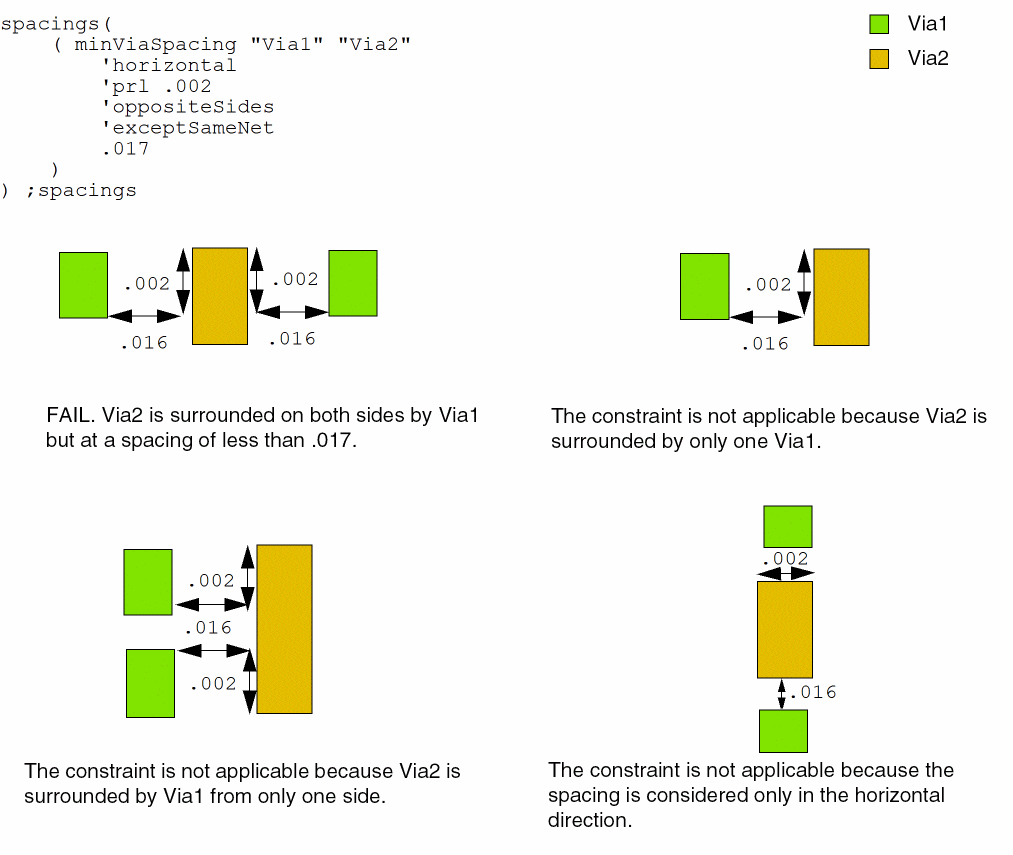 spacings(
    ( minViaSpacing "Via1" "Via2"
        'horizontal
        'prl .002
        'oppositeSides
        'exceptSameNet
        .017
    )
) ;spacings
Via1
Via2
.002
.002
.016
.016
FAIL. Via2 is surrounded on both sides by Via1
but at a spacing of less than .017.
.002
.016
The constraint is not applicable because Via2 is
surrounded by only one Via1.
.002
.016
.002
The constraint is not applicable because Via2 is
surrounded by Via1 from only one side.
.002
.016
The constraint is not applicable because the
spacing is considered only in the horizontal
direction.